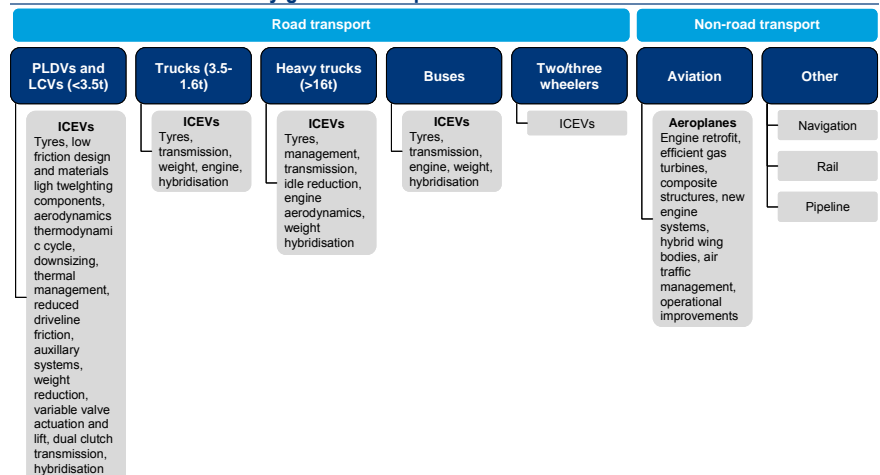 Road transport
Non-road transport
PLDVs and
LCVs (<3.5t)
Trucks (3.5-
1.6t)
Heavy trucks
(>16t)
Buses
Two/three
wheelers
Aviation
Other
ICEVs
Tyres, low
friction design
and materials
ligh twelghting
components,
aerodynamics
thermodynami
c cycle,
downsizing,
thermal
management,
reduced
driveline
friction,
auxillary
systems,
weight
reduction,
variable valve
actuation and
lift, dual clutch
transmission,
hybridisation
ICEVs
Tyres,
transmission,
weight, engine,
hybridisation
ICEVs
Tyres,
management,
transmission,
idle reduction,
engine
aerodynamics,
weight
hybridisation
ICEVs
Tyres,
transmission,
engine, weight,
hybridisation
ICEVs
Aeroplanes
Engine retrofit,
efficient gas
turbines,
composite
structures, new
engine
systems,
hybrid wing
bodies, air
traffic
management,
operational
improvements
Navigation
Rail
Pipeline